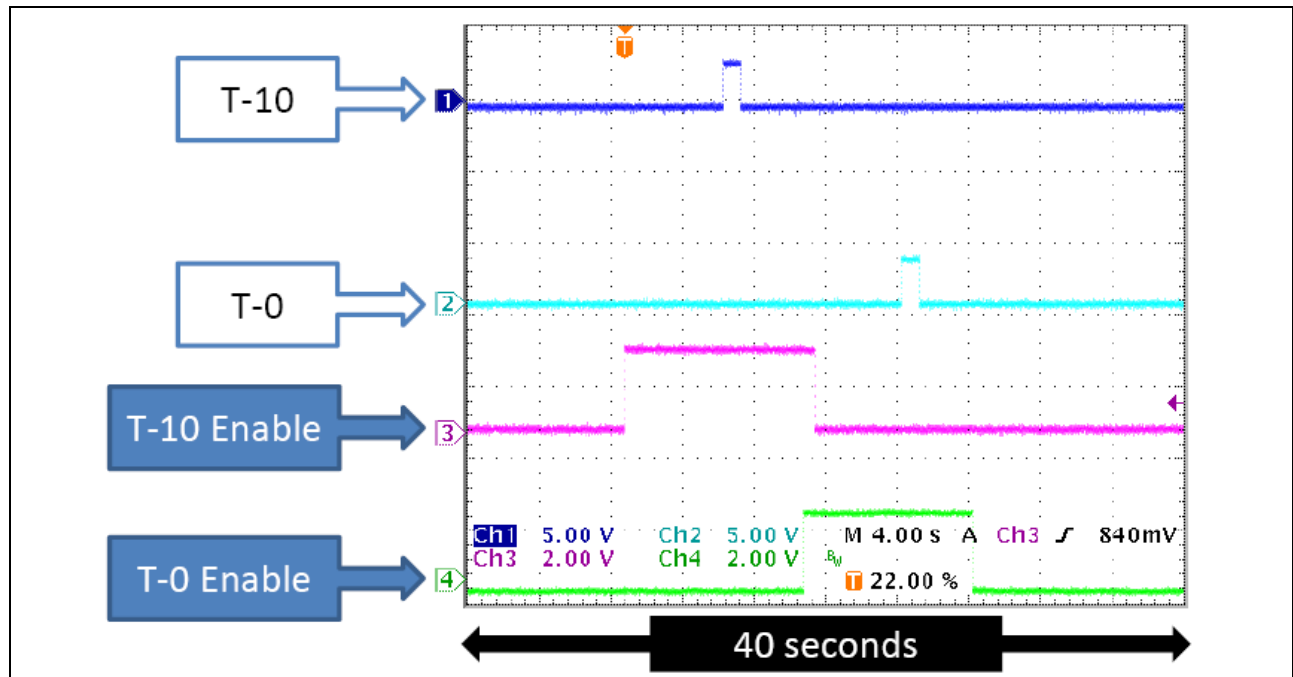 T
T-10
1
T-0
2
T-10 Enable
3
Ch1 5.00 V Ch2 5.00 V M 4.00 s A Ch3 840mV
Ch3 2.00 V Ch4 2.00 V BW
T-0 Enable
4
T 22.00 %
40 seconds